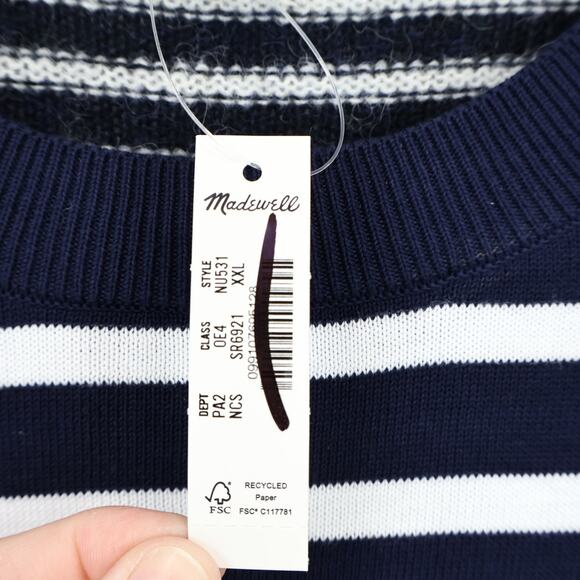 Madewell
DEPT CLASS STYLE
PA2 0E4 NU531
NCS SR6921 XXL
FSC
RECYCLED
Paper
FSC® C117781